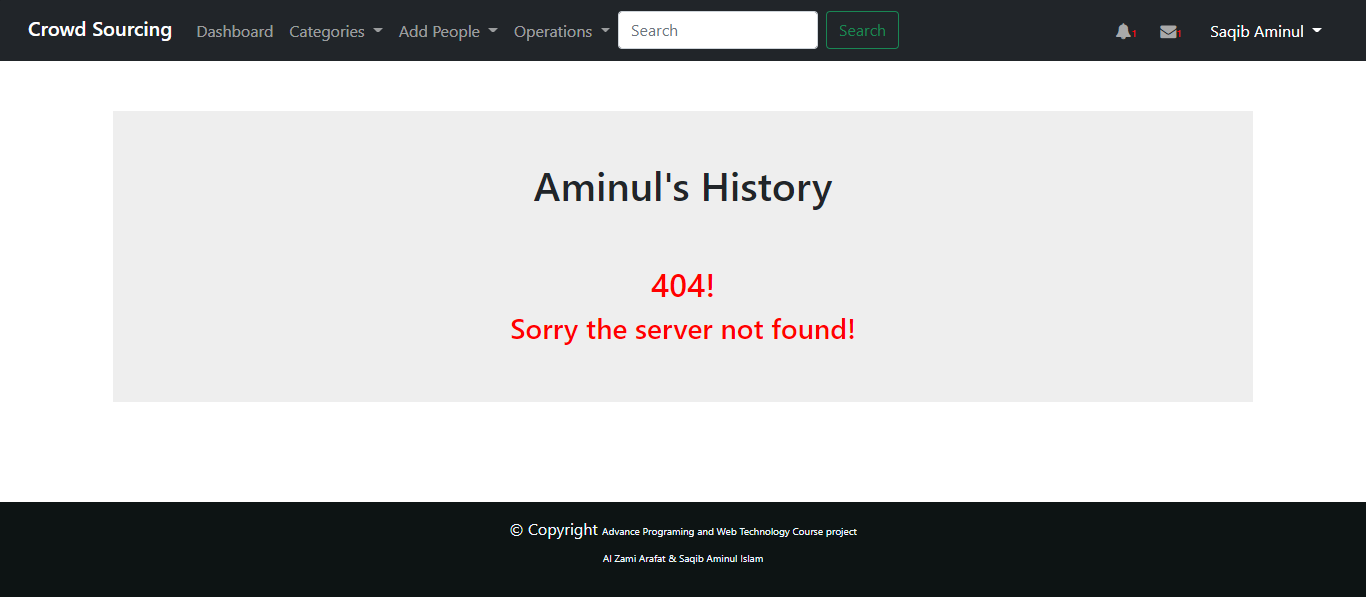 Crowd Sourcing Dashboard Categories Add People Operations Search Search 1 1 Saqib Aminul
Aminul's History
404!
Sorry the server not found!
© Copyright Advance Programing and Web Technology Course project
Al Zami Arafat & Saqib Aminul Islam